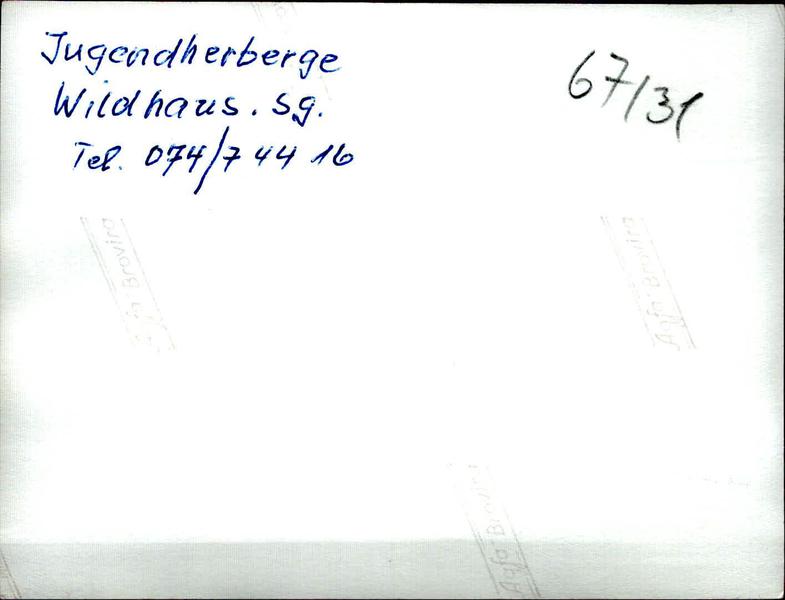 Jugendherberge
Wildhaus. Sg.
Tel. 074/7 44 16
67/31
Agfa-Brovira
Agfa-Brovira
Agfa-Brovira